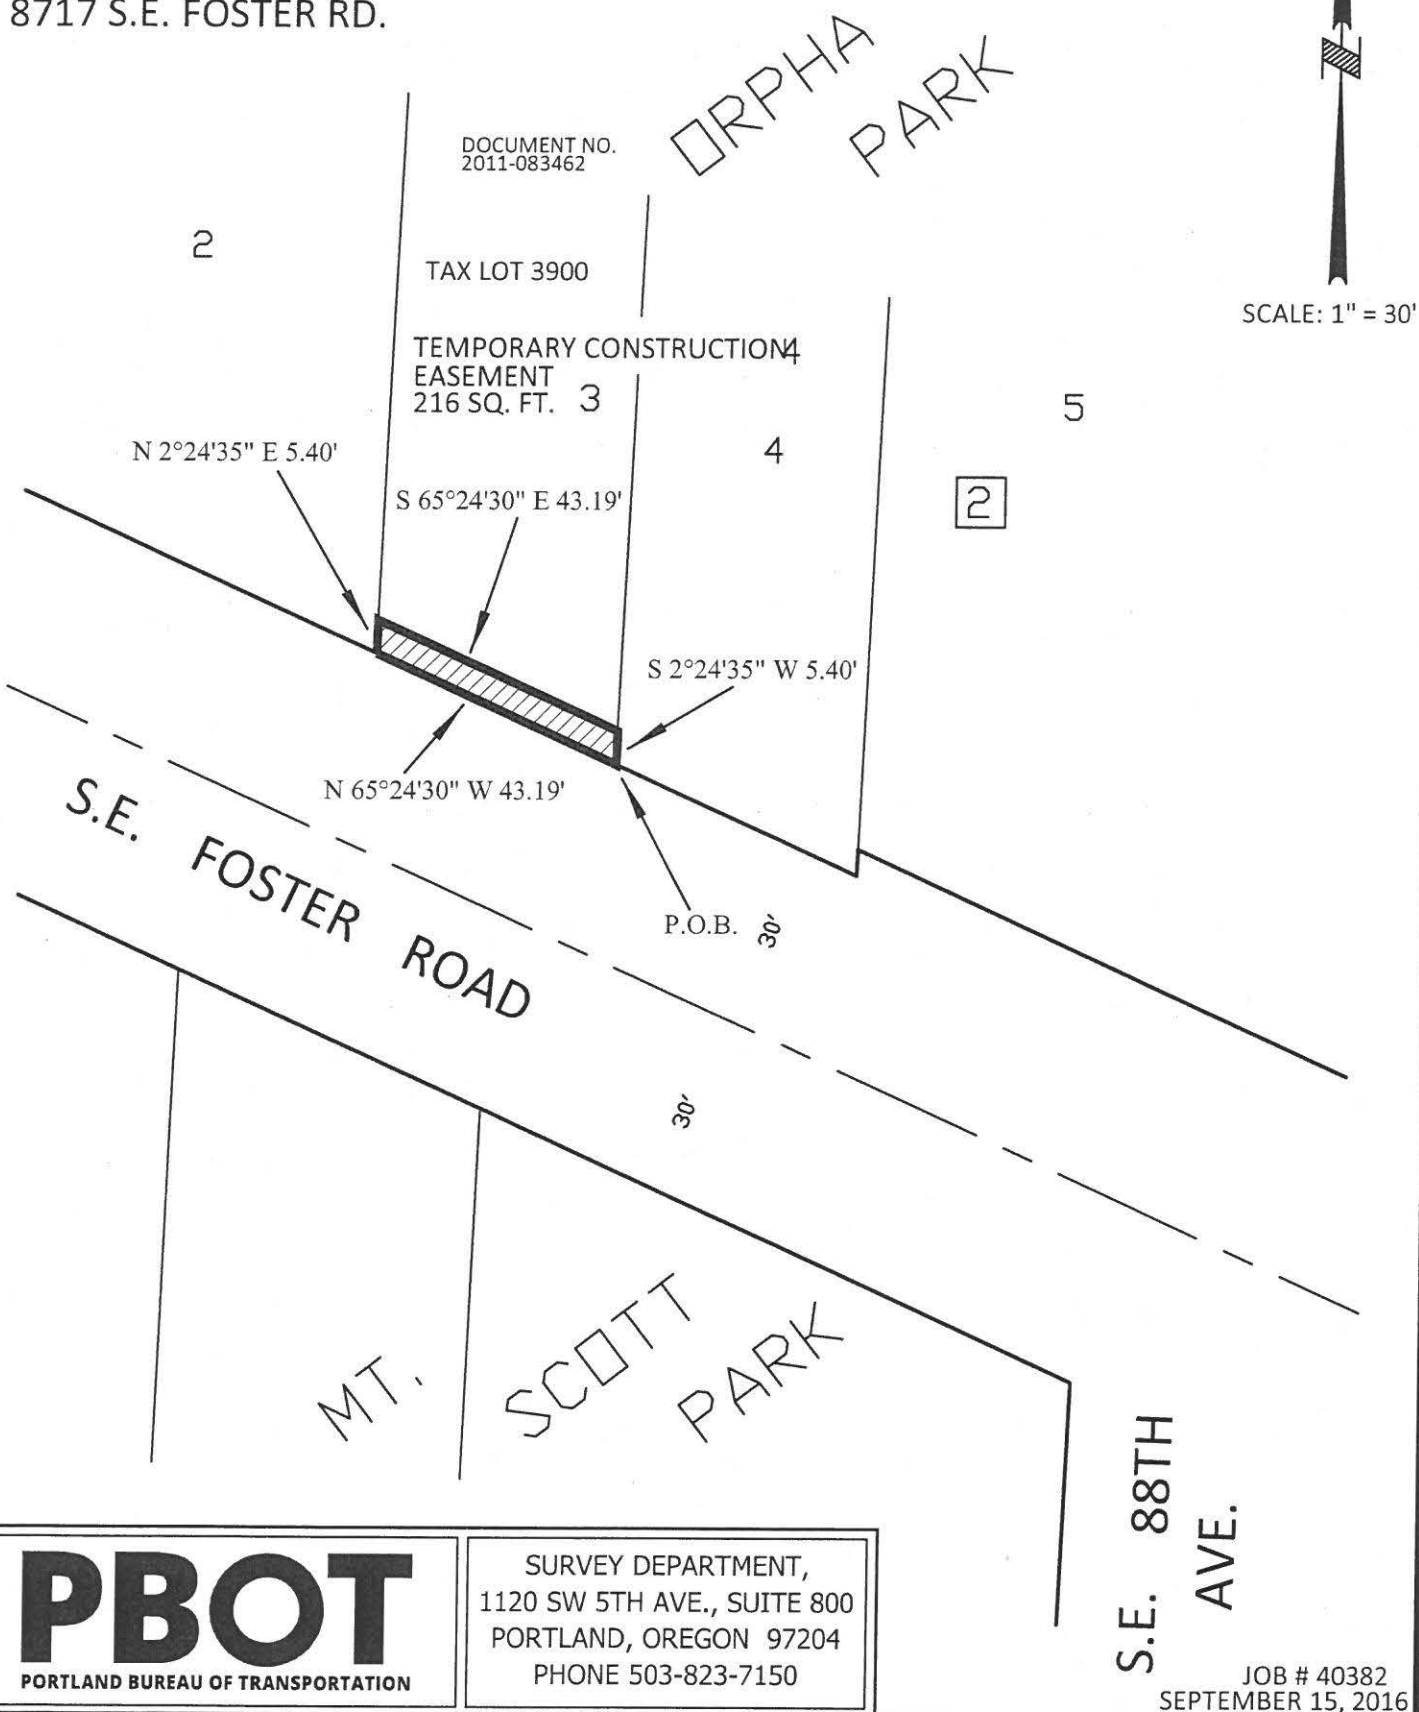 8717 S.E. FOSTER RD.
ORPHA
PARK
DOCUMENT NO.
2011-083462
N
2
TAX LOT 3900
SCALE: 1" = 30'
TEMPORARY CONSTRUCTION4
EASEMENT
216 SQ. FT. 3
5
N 2°24'35" E 5.40'
4
S 65°24'30" E 43.19'
2
S 2°24'35" W 5.40'
N 65°24'30" W 43.19'
S.E. FOSTER ROAD
P.O.B.
30'
30'
MT. SCOTT
PARK
S.E. 88TH
AVE.
PBOT
PORTLAND BUREAU OF TRANSPORTATION
SURVEY DEPARTMENT,
1120 SW 5TH AVE., SUITE 800
PORTLAND, OREGON 97204
PHONE 503-823-7150
JOB # 40382
SEPTEMBER 15, 2016